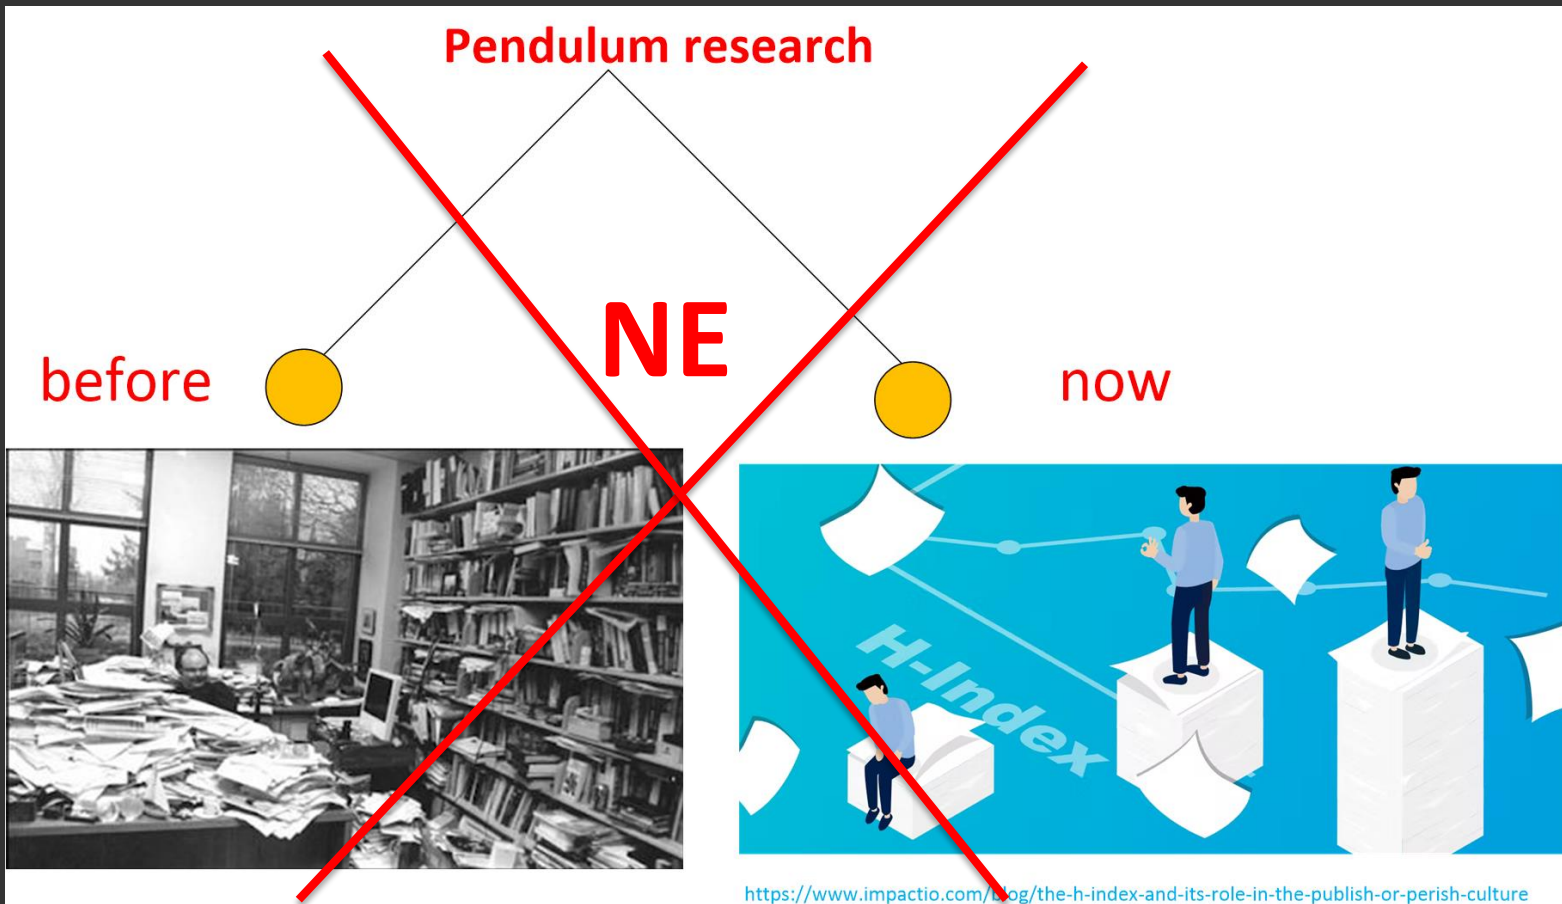 Pendulum research
NE
before
now
H-Index
https://www.impactio.com/blog/the-h-index-and-its-role-in-the-publish-or-perish-culture